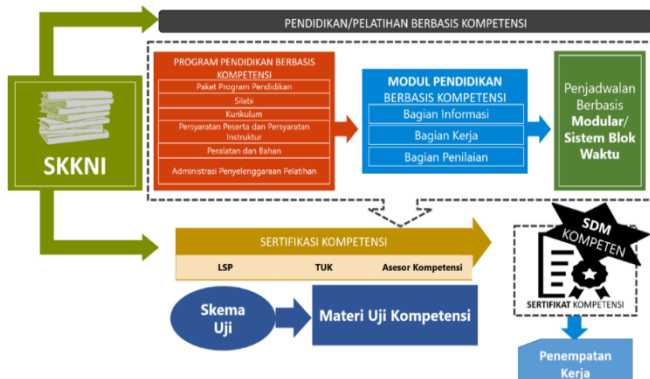 PENDIDIKAN/PELATIHAN BERBASIS KOMPETENSI
SKKNI
PROGRAM PENDIDIKAN BERBASIS
KOMPETENSI
Paket Program Pendidikan
Silabi
Kurikulum
Persyaratan Peserta dan Persyaratan
Instruktur
Peralatan dan Bahan
Administrasi Penyelenggaraan Pelatihan
MODUL PENDIDIKAN
BERBASIS KOMPETENSI
Bagian Informasi
Bagian Kerja
Bagian Penilaian
Penjadwalan
Berbasis
Modular/
Sistem Blok
Waktu
SERTIFIKASI KOMPETENSI
LSP TUK Asesor Kompetensi
Skema
Uji
Materi Uji Kompetensi
SDM
KOMPETEN
SERTIFIKAT KOMPETENSI
Penempatan
Kerja